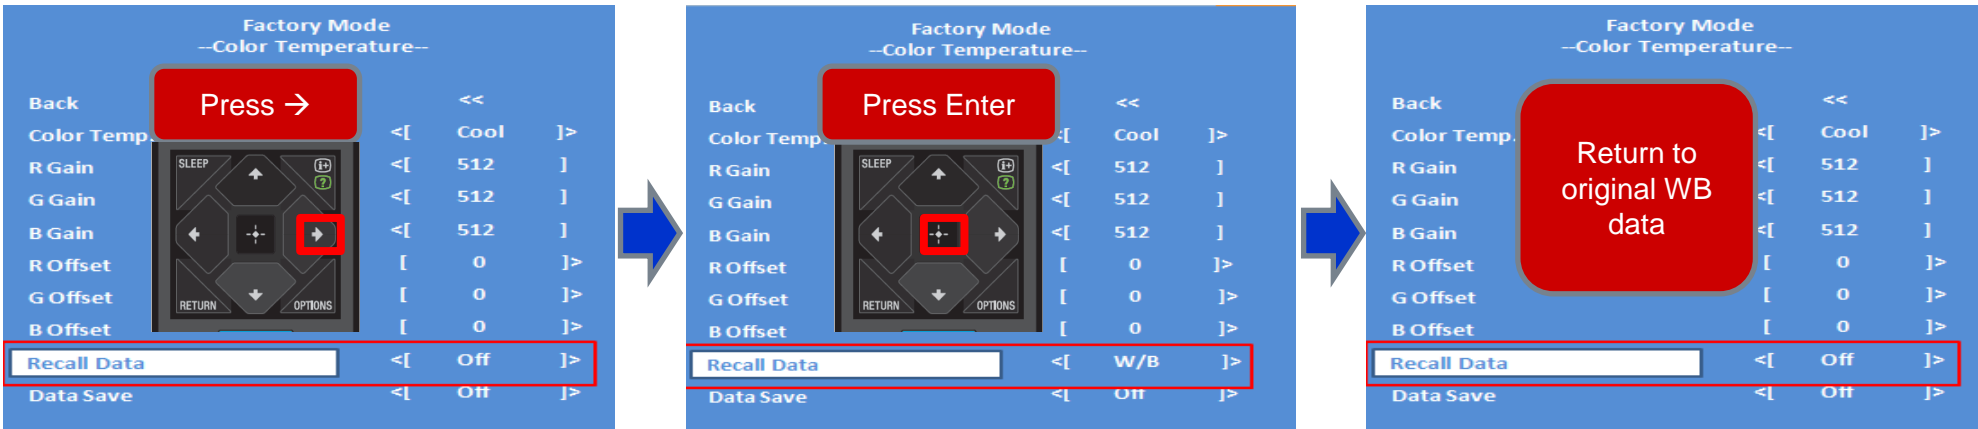 Factory Mode
--Color Temperature--
Press →
Back <<
Color Temp. <[ Cool ]>
R Gain <[ 512 ]
G Gain <[ 512 ]
B Gain <[ 512 ]
R Offset [ 0 ]>
G Offset [ 0 ]>
B Offset [ 0 ]>
Recall Data <[ Off ]>
Data Save <[ Off ]>
SLEEP
i+
?
RETURN
OPTIONS
Factory Mode
--Color Temperature--
Press Enter
Back <<
Color Temp. <[ Cool ]>
R Gain <[ 512 ]
G Gain <[ 512 ]
B Gain <[ 512 ]
R Offset [ 0 ]>
G Offset [ 0 ]>
B Offset [ 0 ]>
Recall Data <[ W/B ]>
Data Save <[ Off ]>
SLEEP
i+
?
RETURN
OPTIONS
Factory Mode
--Color Temperature--
Back <<
Color Temp. <[ Cool ]>
R Gain <[ 512 ]
G Gain <[ 512 ]
B Gain <[ 512 ]
R Offset [ 0 ]>
G Offset [ 0 ]>
B Offset [ 0 ]>
Recall Data <[ Off ]>
Data Save <[ Off ]>
Return to
original WB
data